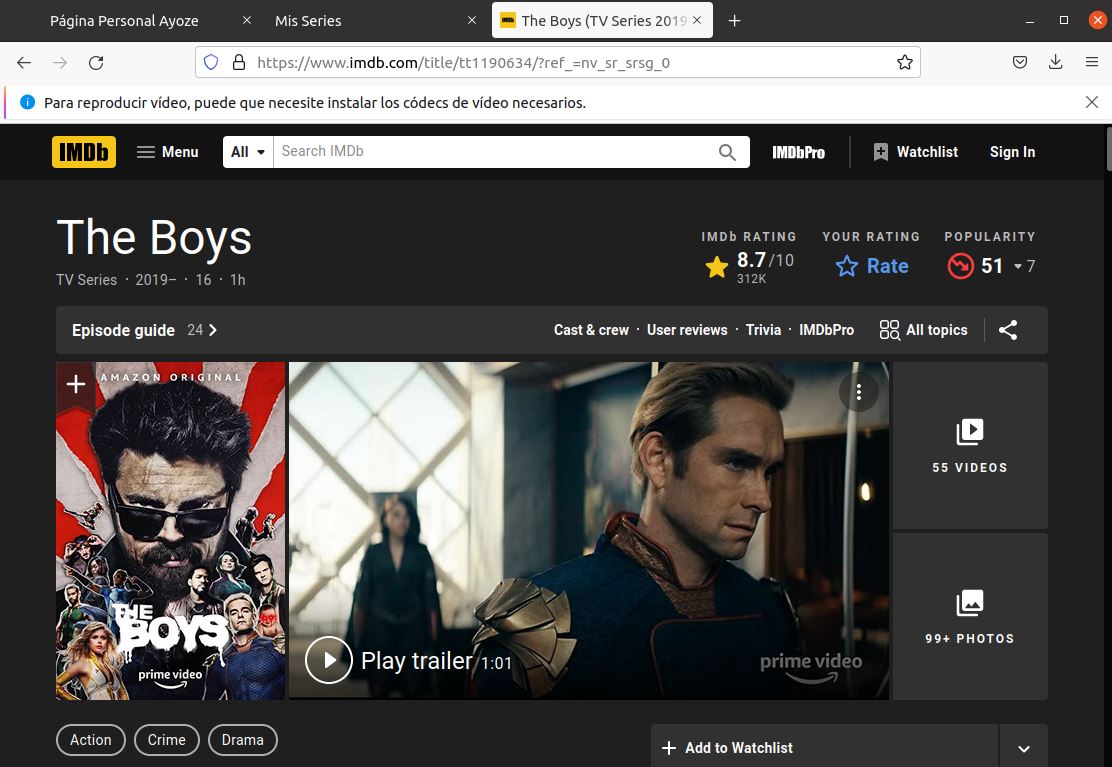 Página Personal Ayoze
Mis Series
The Boys (TV Series 2019
https://www.imdb.com/title/tt1190634/?ref_=nv_sr_srsg_0
Para reproducir vídeo, puede que necesite instalar los códecs de vídeo necesarios.
IMDb
Menu
All
Search IMDb
IMDbPro
Watchlist
Sign In
The Boys
TV Series · 2019– · 16 · 1h
IMDb RATING
8.7/10
312K
YOUR RATING
Rate
POPULARITY
51
7
Episode guide 24
Cast & crew · User reviews · Trivia · IMDbPro
All topics
AMAZON ORIGINAL
THE
BOYS
prime video
Play trailer 1:01
prime video
55 VIDEOS
99+ PHOTOS
Action
Crime
Drama
Add to Watchlist